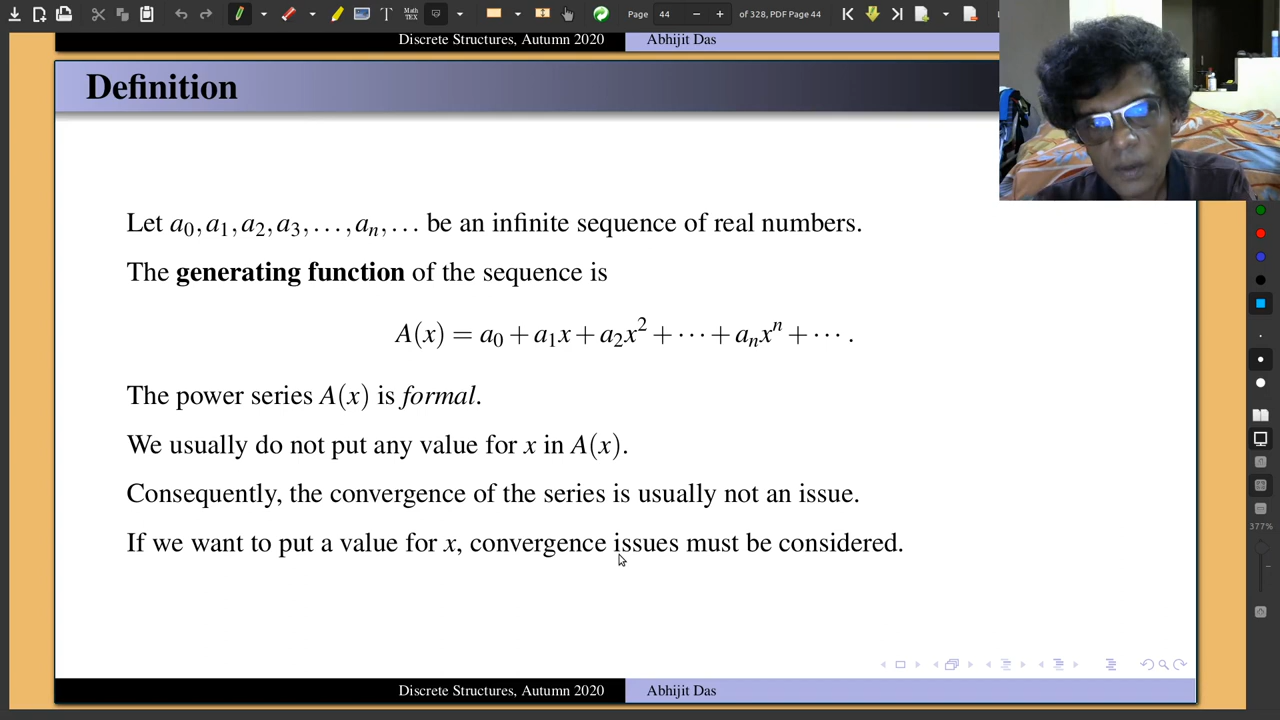 Page 44 of 328, PDF Page 44
Discrete Structures, Autumn 2020 Abhijit Das
Definition
Let a₀, a₁, a₂, a₃, …, aₙ, … be an infinite sequence of real numbers.
The generating function of the sequence is
A(x) = a₀ + a₁x + a₂x² + ⋯ + aₙxⁿ + ⋯ .
The power series A(x) is formal.
We usually do not put any value for x in A(x).
Consequently, the convergence of the series is usually not an issue.
If we want to put a value for x, convergence issues must be considered.
377%
Discrete Structures, Autumn 2020 Abhijit Das